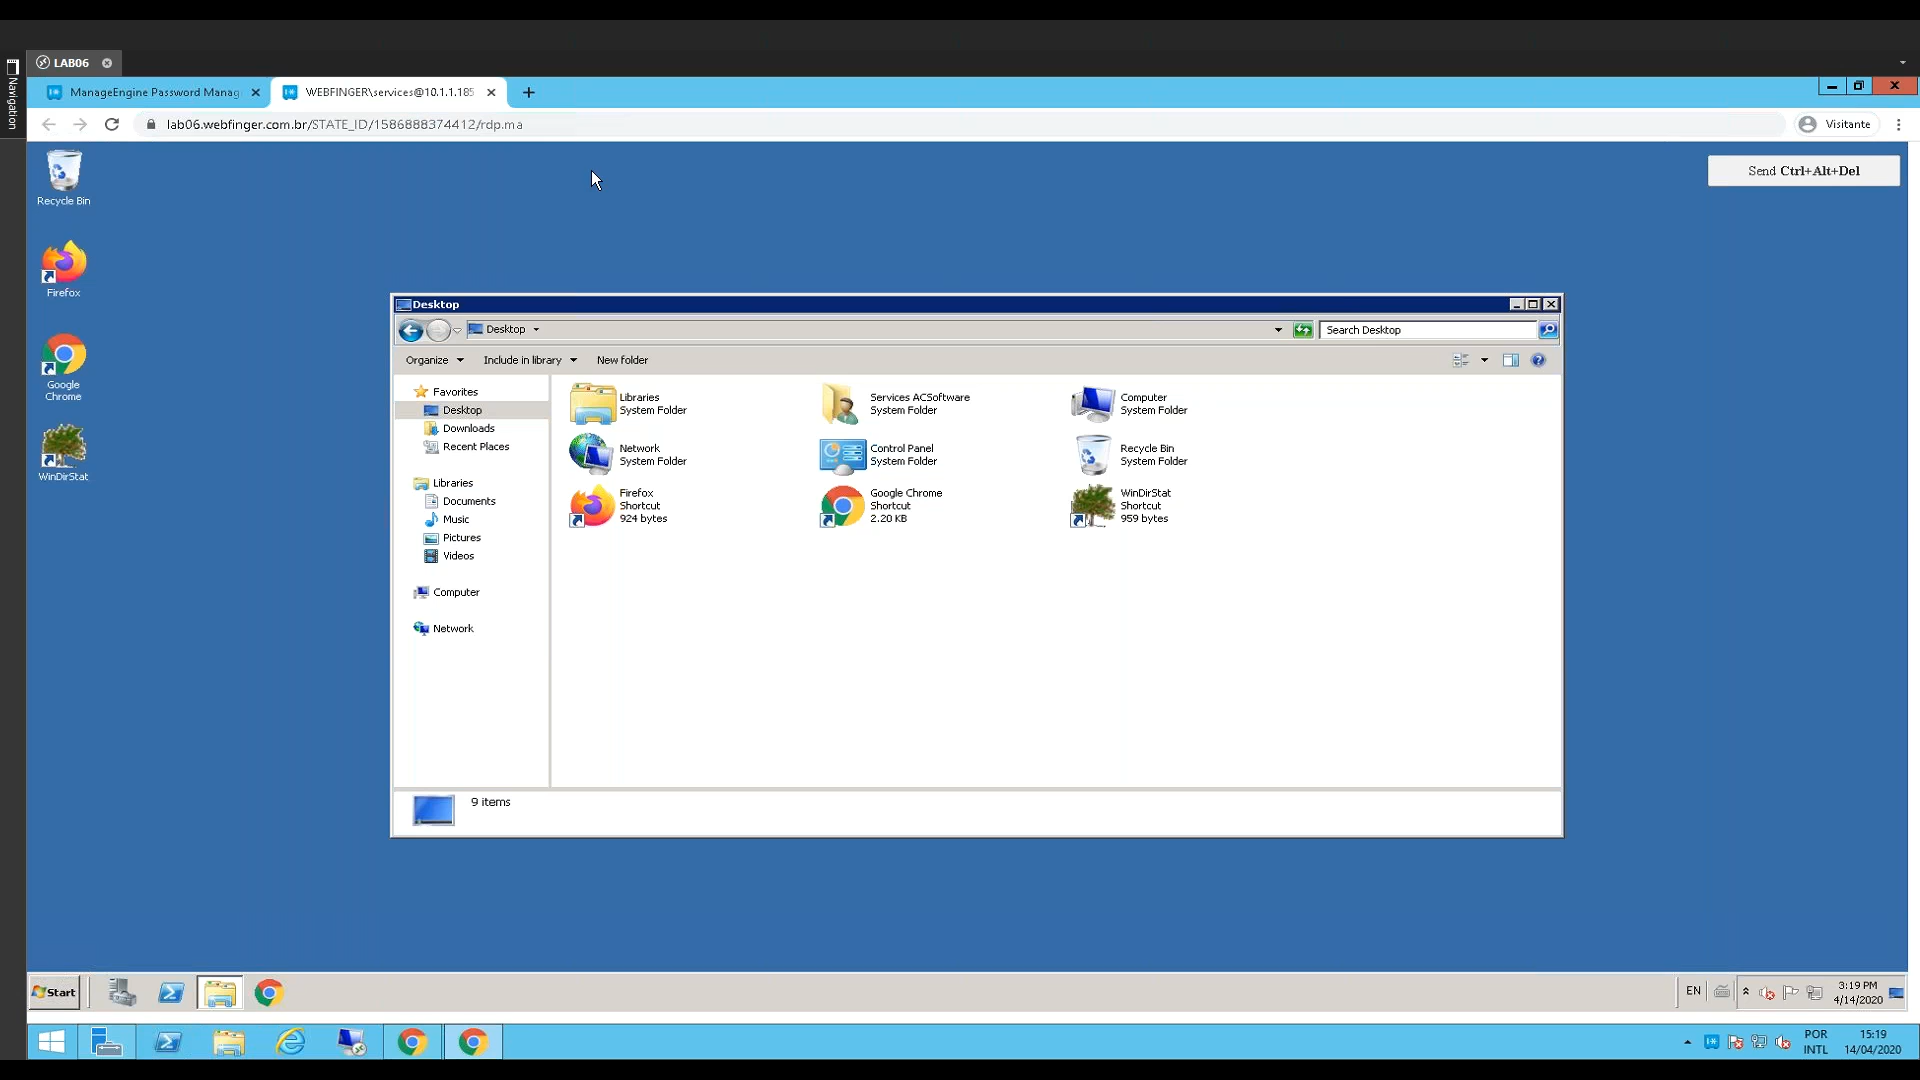 LAB06
Navigation
ManageEngine Password Manag
WEBFINGER\services@10.1.1.185
lab06.webfinger.com.br/STATE_ID/1586888374412/rdp.ma
Visitante
Send Ctrl+Alt+Del
Recycle Bin
Firefox
Google
Chrome
WinDirStat
Desktop
Desktop
Search Desktop
Organize
Include in library
New folder
Favorites
Desktop
Downloads
Recent Places
Libraries
Documents
Music
Pictures
Videos
Computer
Network
Libraries
System Folder
Services ACSoftware
System Folder
Computer
System Folder
Network
System Folder
Control Panel
System Folder
Recycle Bin
System Folder
Firefox
Shortcut
924 bytes
Google Chrome
Shortcut
2.20 KB
WinDirStat
Shortcut
959 bytes
9 items
Start
EN
3:19 PM
4/14/2020
POR
INTL
15:19
14/04/2020